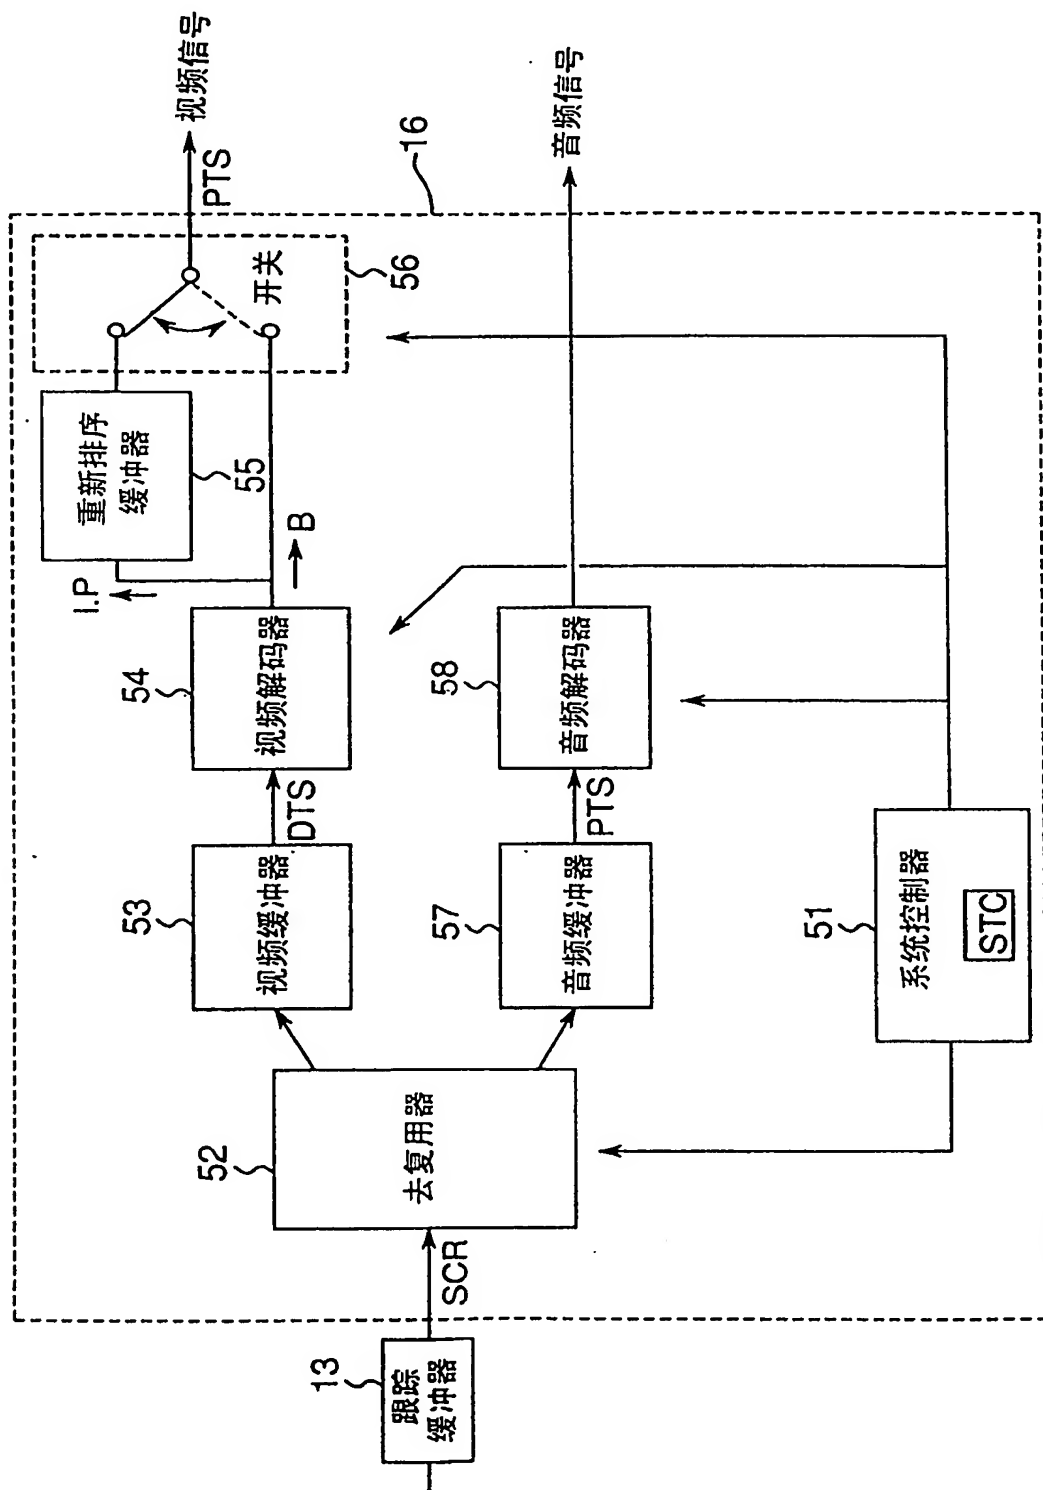 13
跟踪
缓冲器
SCR
52
去复用器
53
视频缓冲器
DTS
54
视频解码器
I.P
B
重新排序
缓冲器
55
开关
56
PTS
视频信号
57
音频缓冲器
PTS
58
音频解码器
16
音频信号
51
系统控制器
STC